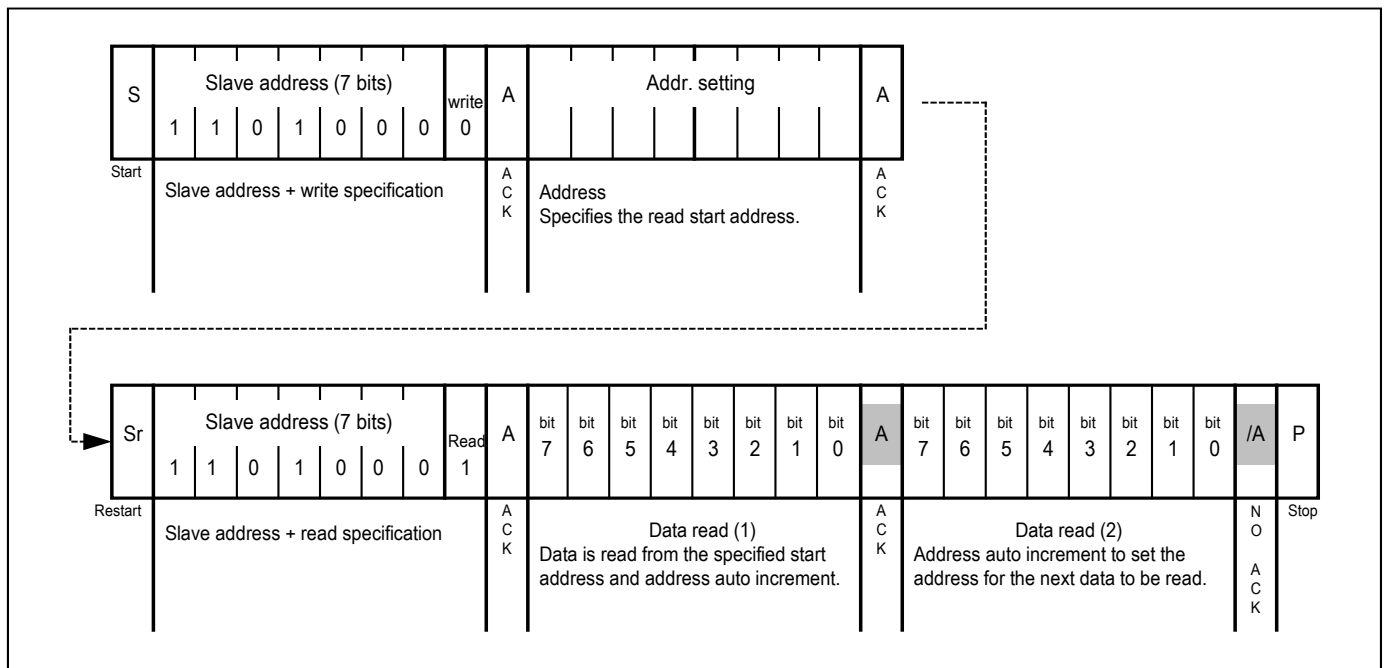 S
Slave address (7 bits)
write
A
Addr. setting
A
1 1 0 1 0 0 0 0
Start
Slave address + write specification
A
C
K
Address
Specifies the read start address.
A
C
K
Sr
Slave address (7 bits)
Read
A
bit bit bit bit bit bit bit bit
7 6 5 4 3 2 1 0
A
bit bit bit bit bit bit bit bit
7 6 5 4 3 2 1 0
/A
P
1 1 0 1 0 0 0 1
Restart
Slave address + read specification
A
C
K
Data read (1)
Data is read from the specified start
address and address auto increment.
A
C
K
Data read (2)
Address auto increment to set the
address for the next data to be read.
N
O
A
C
K
Stop